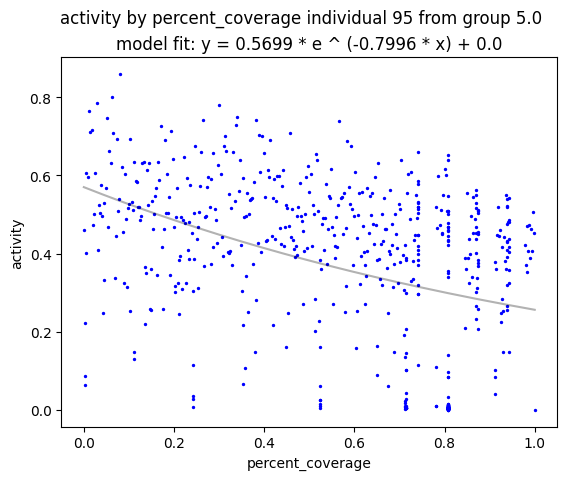 activity by percent_coverage individual 95 from group 5.0
model fit: y = 0.5699 * e ^ (-0.7996 * x) + 0.0
0.8
0.6
0.4
0.2
0.0
activity
0.0 0.2 0.4 0.6 0.8 1.0
percent_coverage